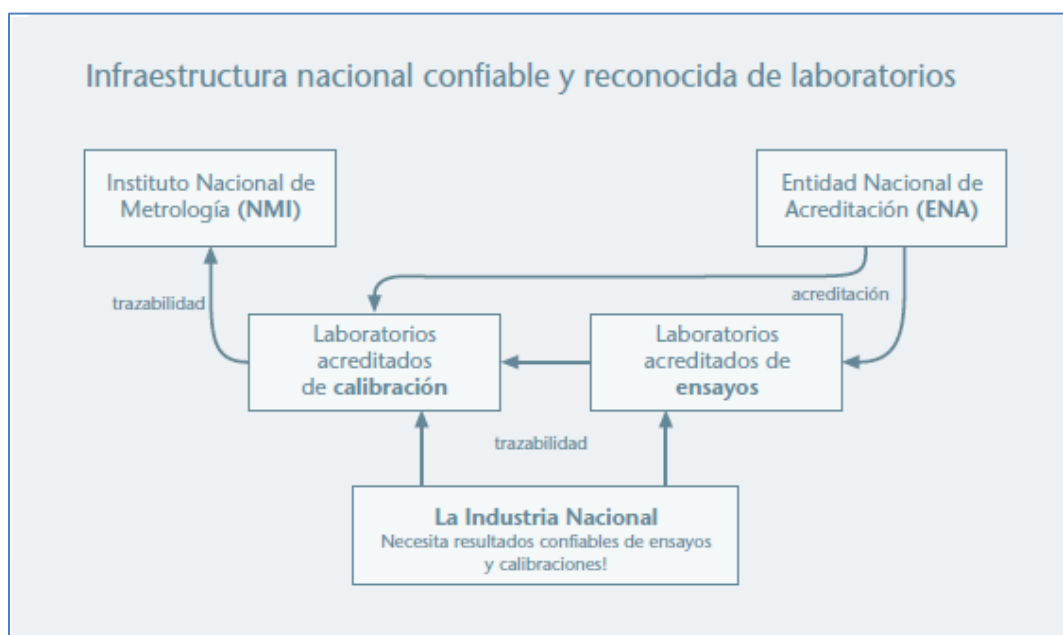 Infraestructura nacional confiable y reconocida de laboratorios
Instituto Nacional de
Metrología (NMI)
Entidad Nacional de
Acreditación (ENA)
trazabilidad
acreditación
Laboratorios
acreditados
de calibración
Laboratorios
acreditados de
ensayos
trazabilidad
La Industria Nacional
Necesita resultados confiables de ensayos
y calibraciones!